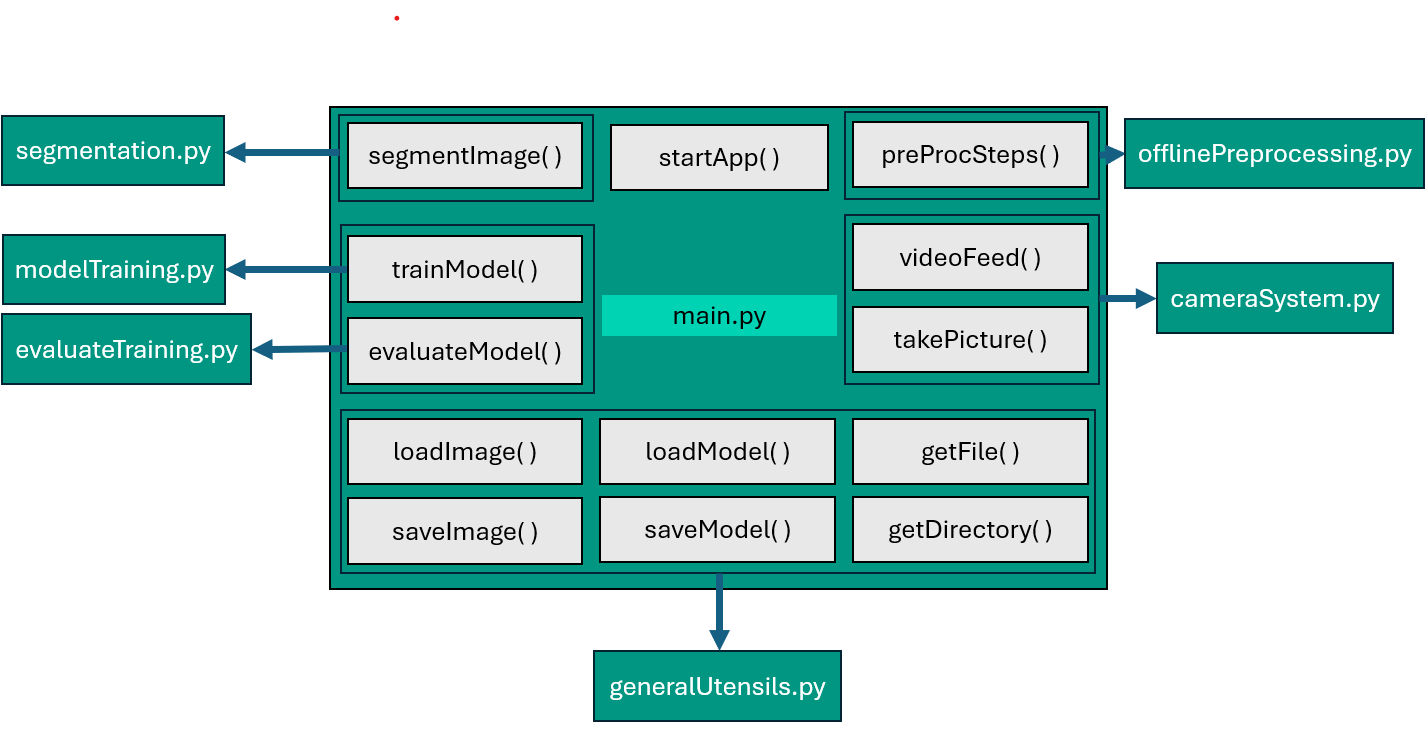 segmentation.py
segmentImage( )
startApp( )
preProcSteps( )
offlinePreprocessing.py
modelTraining.py
trainModel( )
videoFeed( )
cameraSystem.py
main.py
evaluateTraining.py
evaluateModel( )
takePicture( )
loadImage( )
loadModel( )
getFile( )
saveImage( )
saveModel( )
getDirectory( )
generalUtensils.py